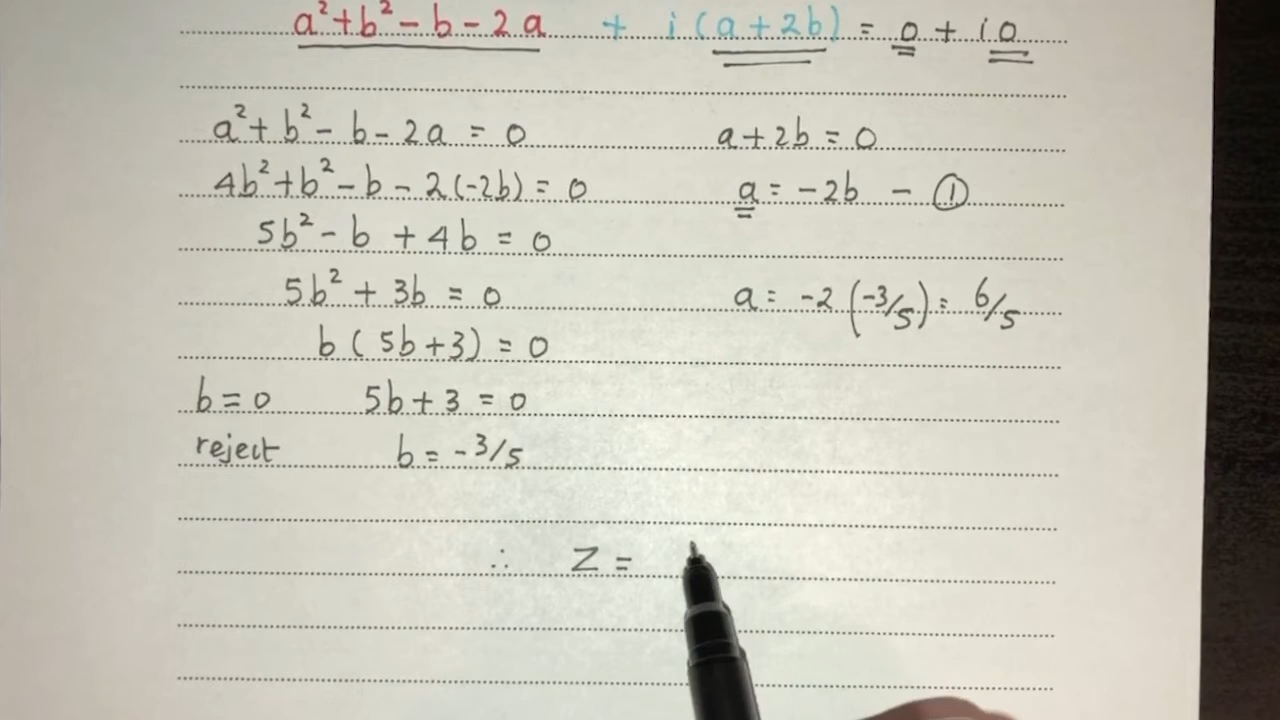 a² + b² - b - 2a + i(a + 2b) = 0 + i0
a² + b² - b - 2a = 0 a + 2b = 0
4b² + b² - b - 2(-2b) = 0 a = -2b - ①
5b² - b + 4b = 0
5b² + 3b = 0 a = -2(-3/5) = 6/5
b(5b + 3) = 0
b = 0 5b + 3 = 0
reject b = -3/5
∴ Z =